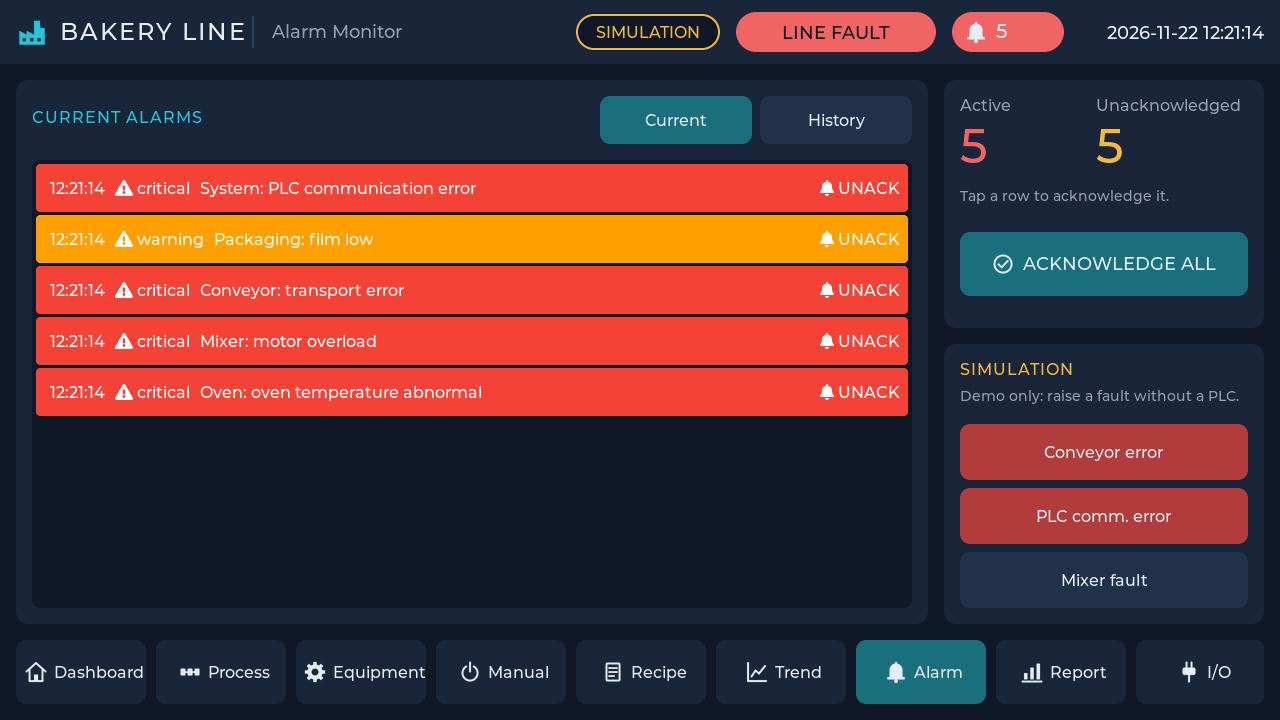 BAKERY LINE
Alarm Monitor
SIMULATION
LINE FAULT
5
2026-11-22 12:21:14
CURRENT ALARMS
Current
History
12:21:14 critical System: PLC communication error UNACK
12:21:14 warning Packaging: film low UNACK
12:21:14 critical Conveyor: transport error UNACK
12:21:14 critical Mixer: motor overload UNACK
12:21:14 critical Oven: oven temperature abnormal UNACK
Active Unacknowledged
5 5
Tap a row to acknowledge it.
ACKNOWLEDGE ALL
SIMULATION
Demo only: raise a fault without a PLC.
Conveyor error
PLC comm. error
Mixer fault
Dashboard
Process
Equipment
Manual
Recipe
Trend
Alarm
Report
I/O